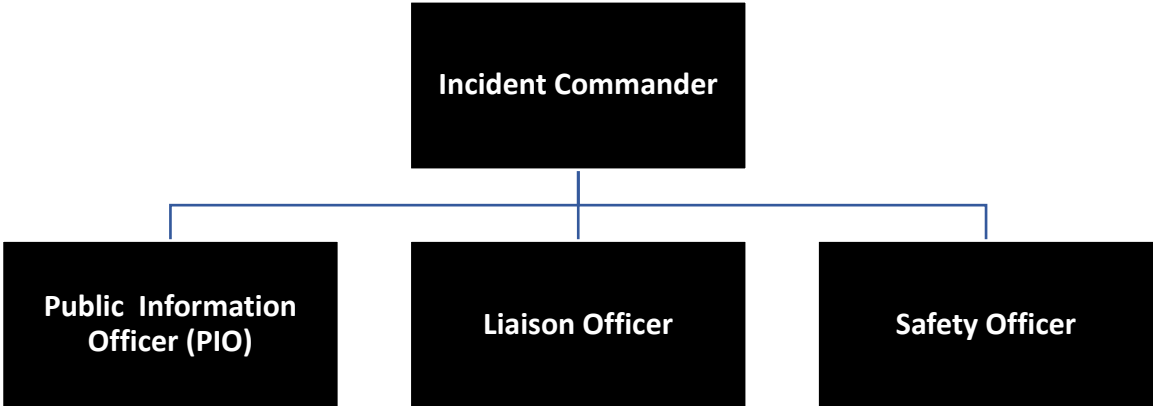 Incident Commander
Public Information
Officer (PIO)
Liaison Officer
Safety Officer